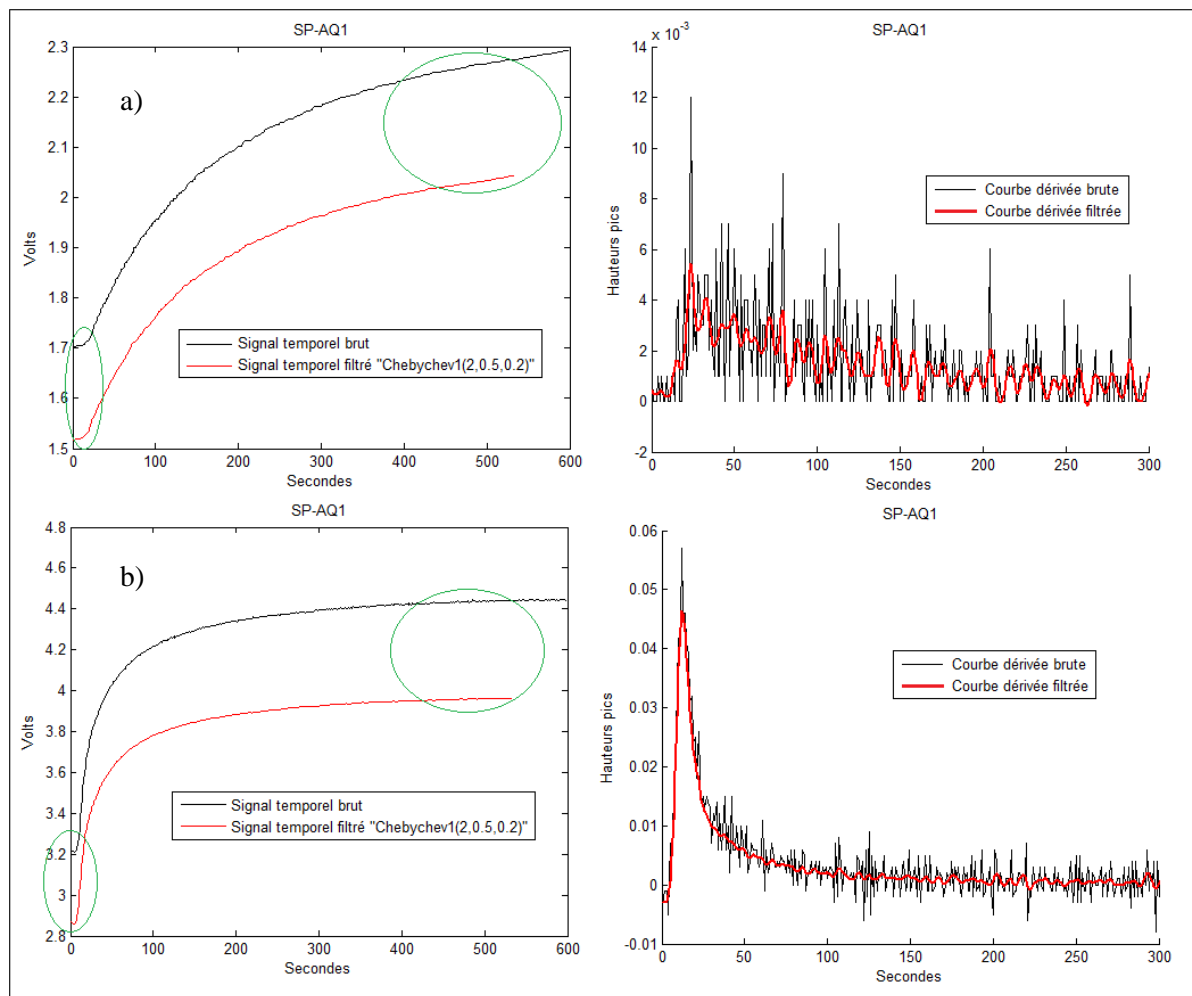 SP-AQ1
2.3
2.2
2.1
2
1.9
1.8
1.7
1.6
1.5
Volts
a)
Signal temporel brut
Signal temporel filtré "Chebychev1(2,0.5,0.2)"
0 100 200 300 400 500 600
Secondes
SP-AQ1
x 10⁻³
14
12
10
8
6
4
2
0
-2
Hauteurs pics
Courbe dérivée brute
Courbe dérivée filtrée
0 50 100 150 200 250 300
Secondes
SP-AQ1
4.8
4.6
4.4
4.2
4
3.8
3.6
3.4
3.2
3
2.8
Volts
b)
Signal temporel brut
Signal temporel filtré "Chebychev1(2,0.5,0.2)"
0 100 200 300 400 500 600
Secondes
SP-AQ1
0.06
0.05
0.04
0.03
0.02
0.01
0
-0.01
Hauteurs pics
Courbe dérivée brute
Courbe dérivée filtrée
0 50 100 150 200 250 300
Secondes